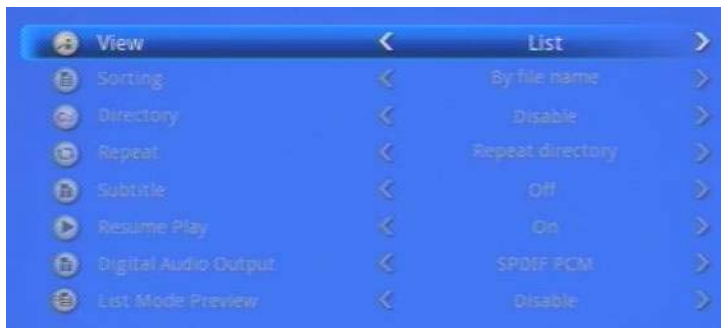 View < List >
Sorting < By file name >
Directory < Disable >
Repeat < Repeat directory >
Subtitle < Off >
Resume Play < On >
Digital Audio Output < SPDIF PCM >
List Mode Preview < Disable >